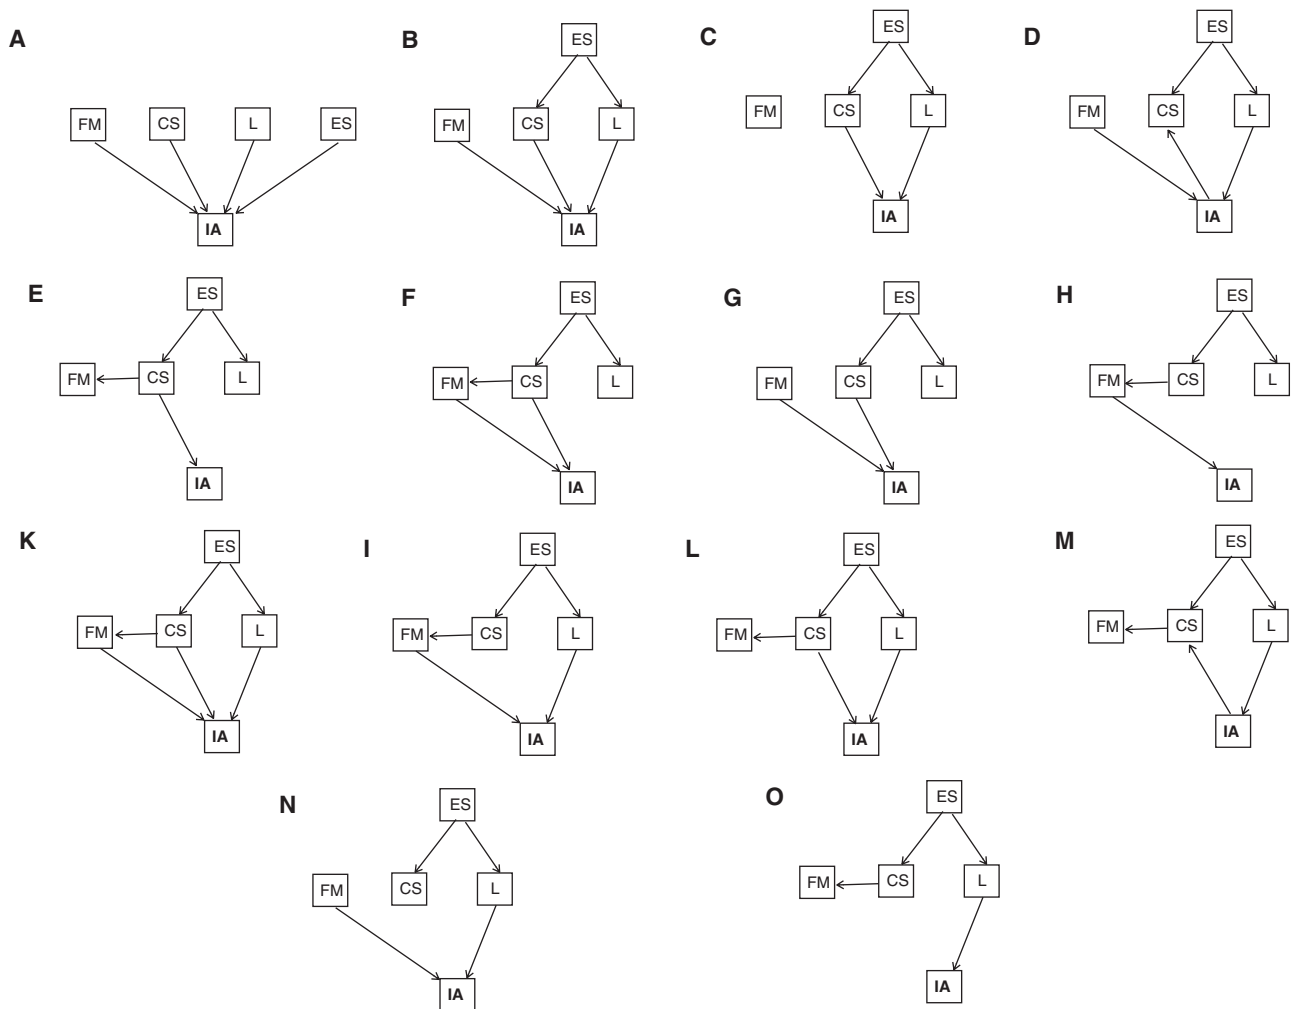 A B C D
ES ES ES
FM CS L ES FM CS L FM CS L FM CS L
IA IA IA IA
E F G H
ES ES ES ES
FM CS L FM CS L FM CS L FM CS L
IA IA IA IA
K I L M
ES ES ES ES
FM CS L FM CS L FM CS L FM CS L
IA IA IA IA
N O
ES ES
FM CS L FM CS L
IA IA